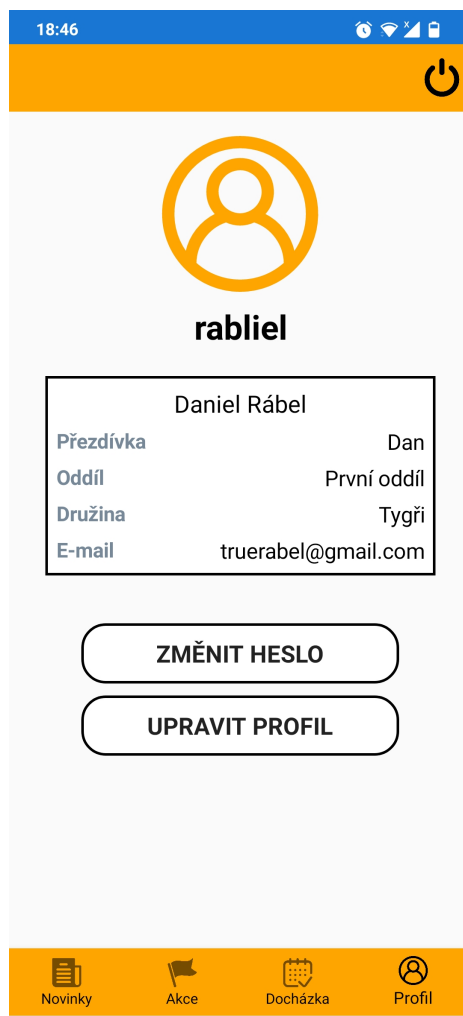 18:46
rabliel
Daniel Rábel
Přezdívka Dan
Oddíl První oddíl
Družina Tygři
E-mail truerabel@gmail.com
ZMĚNIT HESLO
UPRAVIT PROFIL
Novinky Akce Docházka Profil